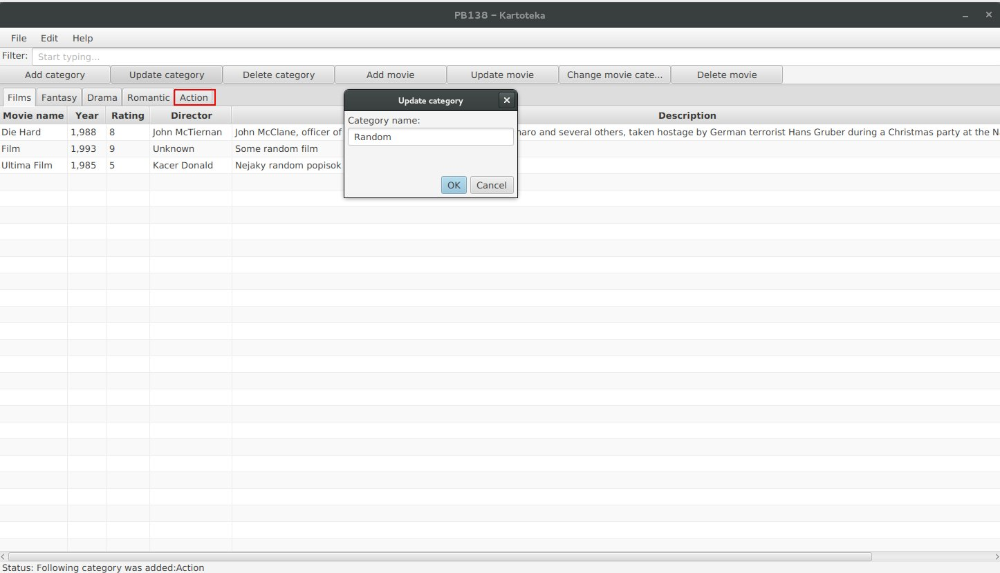 PB138 – Kartoteka
File Edit Help
Filter: Start typing...
Add category Update category Delete category Add movie Update movie Change movie cate... Delete movie
Films Fantasy Drama Romantic Action
Update category
Category name:
Random
OK Cancel
Movie name Year Rating Director Description
Die Hard 1,988 8 John McTiernan John McClane, officer of and several others, taken hostage by German terrorist Hans Gruber during a Christmas party at the
Film 1,993 9 Unknown Some random film
Ultima Film 1,985 5 Kacer Donald Nejaky random popisok
Status: Following category was added:Action